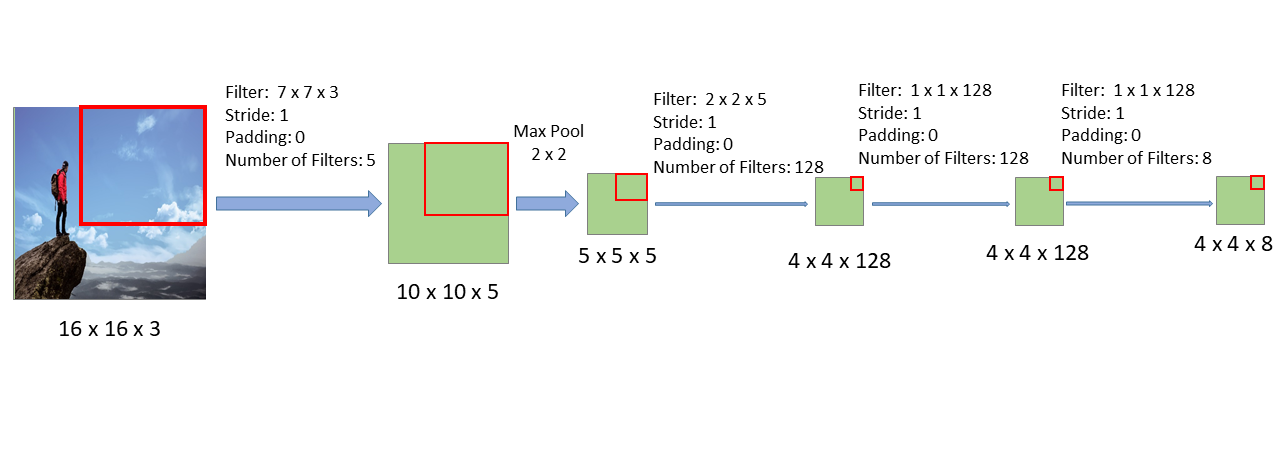 Filter: 7 x 7 x 3
Stride: 1
Padding: 0
Number of Filters: 5
Max Pool
2 x 2
Filter: 2 x 2 x 5
Stride: 1
Padding: 0
Number of Filters: 128
Filter: 1 x 1 x 128
Stride: 1
Padding: 0
Number of Filters: 128
Filter: 1 x 1 x 128
Stride: 1
Padding: 0
Number of Filters: 8
16 x 16 x 3
10 x 10 x 5
5 x 5 x 5
4 x 4 x 128
4 x 4 x 128
4 x 4 x 8